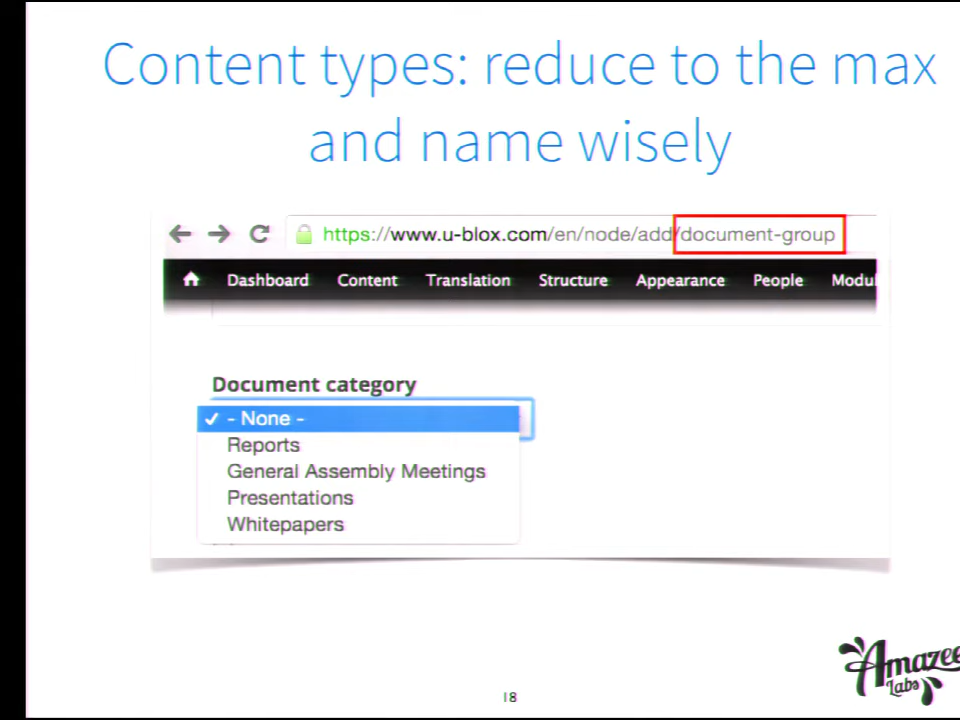 Content types: reduce to the max
and name wisely
https://www.u-blox.com/en/node/add/document-group
Dashboard Content Translation Structure Appearance People Modul
Document category
✓ - None -
Reports
General Assembly Meetings
Presentations
Whitepapers
Amazee
Labs
18